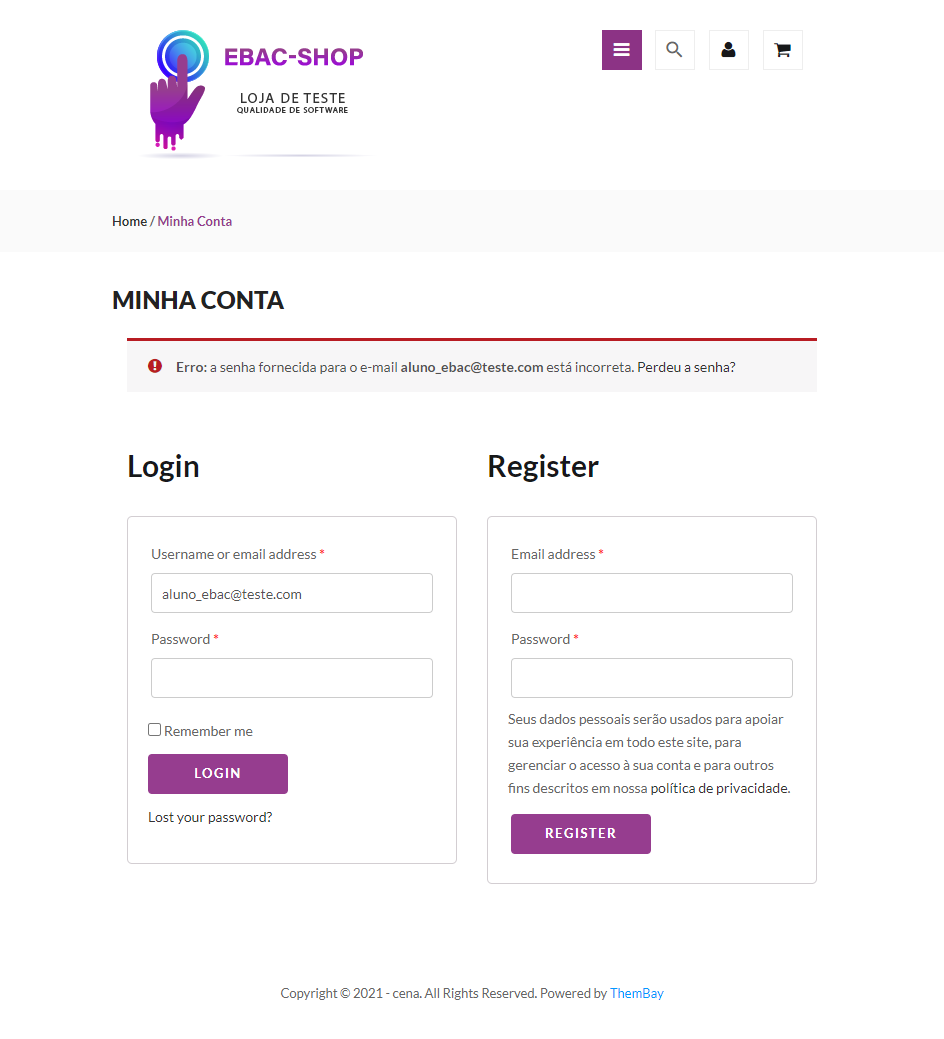 EBAC-SHOP
LOJA DE TESTE
QUALIDADE DE SOFTWARE
Home / Minha Conta
MINHA CONTA
Erro: a senha fornecida para o e-mail aluno_ebac@teste.com está incorreta. Perdeu a senha?
Login
Username or email address *
aluno_ebac@teste.com
Password *
Remember me
LOGIN
Lost your password?
Register
Email address *
Password *
Seus dados pessoais serão usados para apoiar
sua experiência em todo este site, para
gerenciar o acesso à sua conta e para outros
fins descritos em nossa política de privacidade.
REGISTER
Copyright © 2021 - cena. All Rights Reserved. Powered by ThemBay